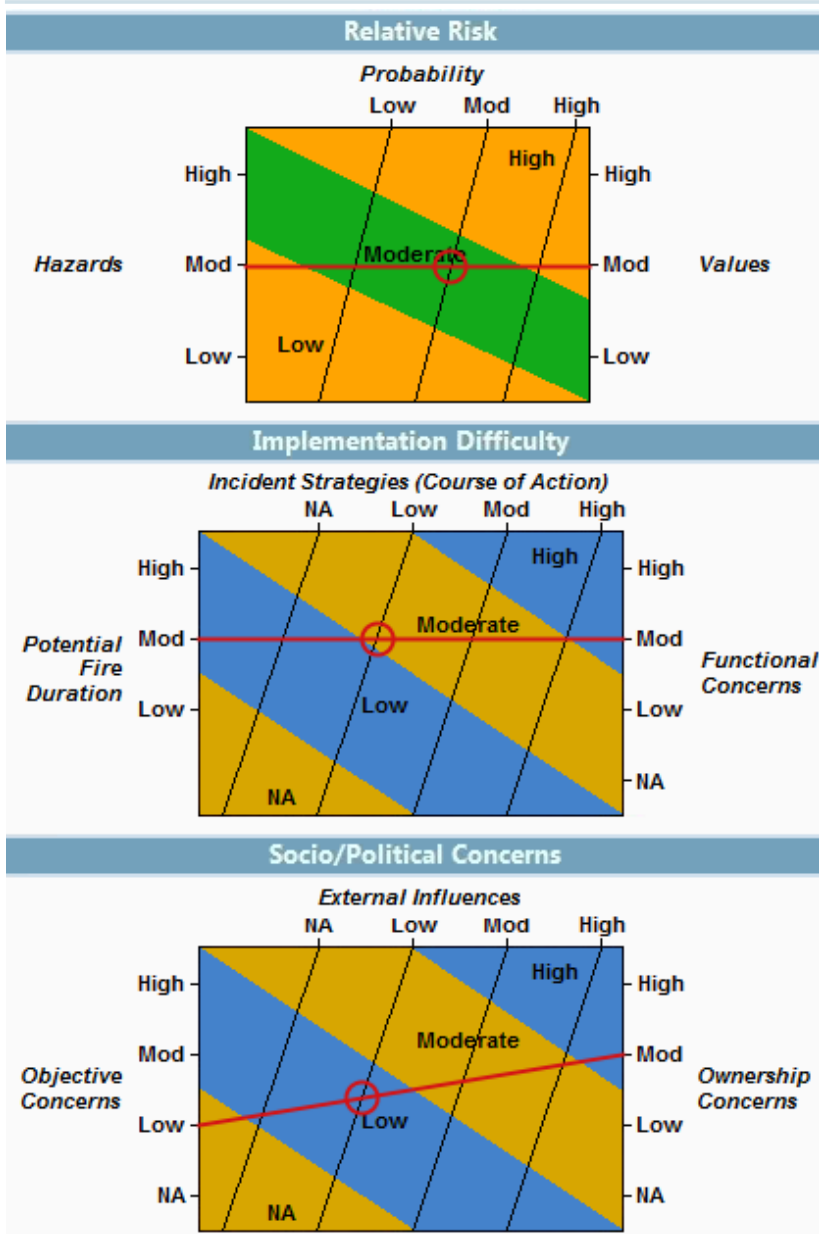 Relative Risk
Probability
Low Mod High
High High High
Hazards Mod Moderate Mod Values
Low Low Low
Implementation Difficulty
Incident Strategies (Course of Action)
NA Low Mod High
High High High
Potential Fire Duration Mod Moderate Mod Functional Concerns
Low Low Low
NA NA
Socio/Political Concerns
External Influences
NA Low Mod High
High High High
Objective Concerns Mod Moderate Mod Ownership Concerns
Low Low Low
NA NA NA